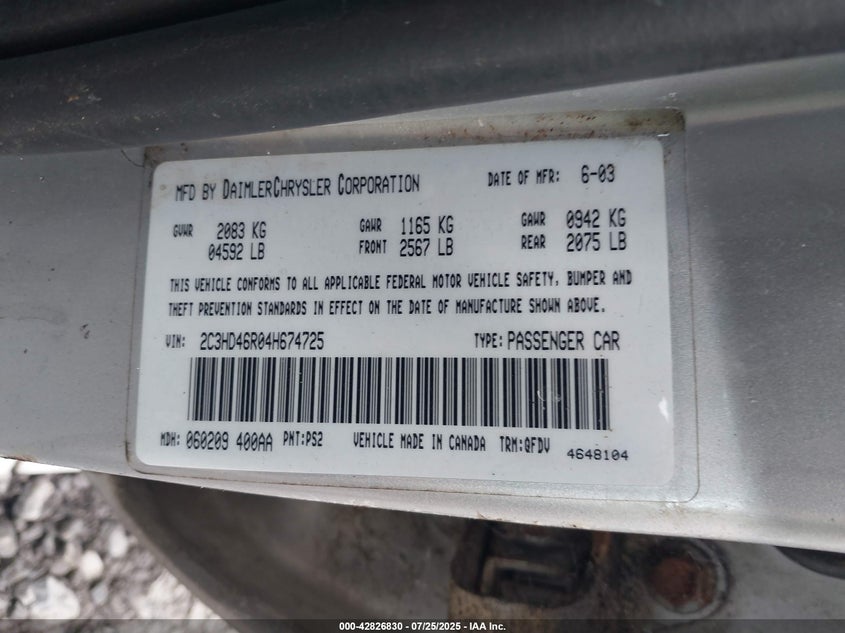 MFD BY DAIMLERCHRYSLER CORPORATION DATE OF MFR: 6-03
GVWR 2083 KG GAWR 1165 KG GAWR 0942 KG
04592 LB FRONT 2567 LB REAR 2075 LB
THIS VEHICLE CONFORMS TO ALL APPLICABLE FEDERAL MOTOR VEHICLE SAFETY, BUMPER AND
THEFT PREVENTION STANDARDS IN EFFECT ON THE DATE OF MANUFACTURE SHOWN ABOVE.
VIN: 2C3HD46R04H674725 TYPE: PASSENGER CAR
MDH: 060209 400AA PNT:PS2 VEHICLE MADE IN CANADA TRM:QFDV 4648104
000-42826830 - 07/25/2025 - IAA Inc.